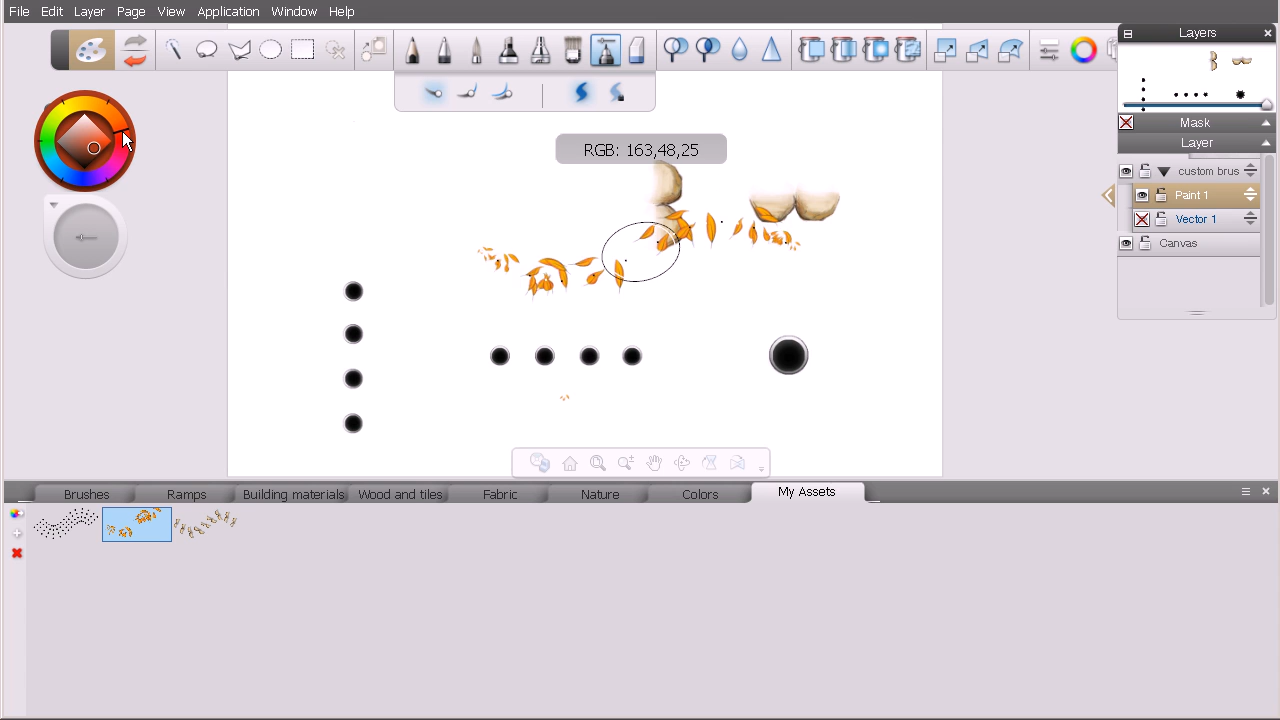 File Edit Layer Page View Application Window Help
Layers
RGB: 163,48,25
Mask
Layer
custom brus
Paint 1
Vector 1
Canvas
Brushes Ramps Building materials Wood and tiles Fabric Nature Colors My Assets